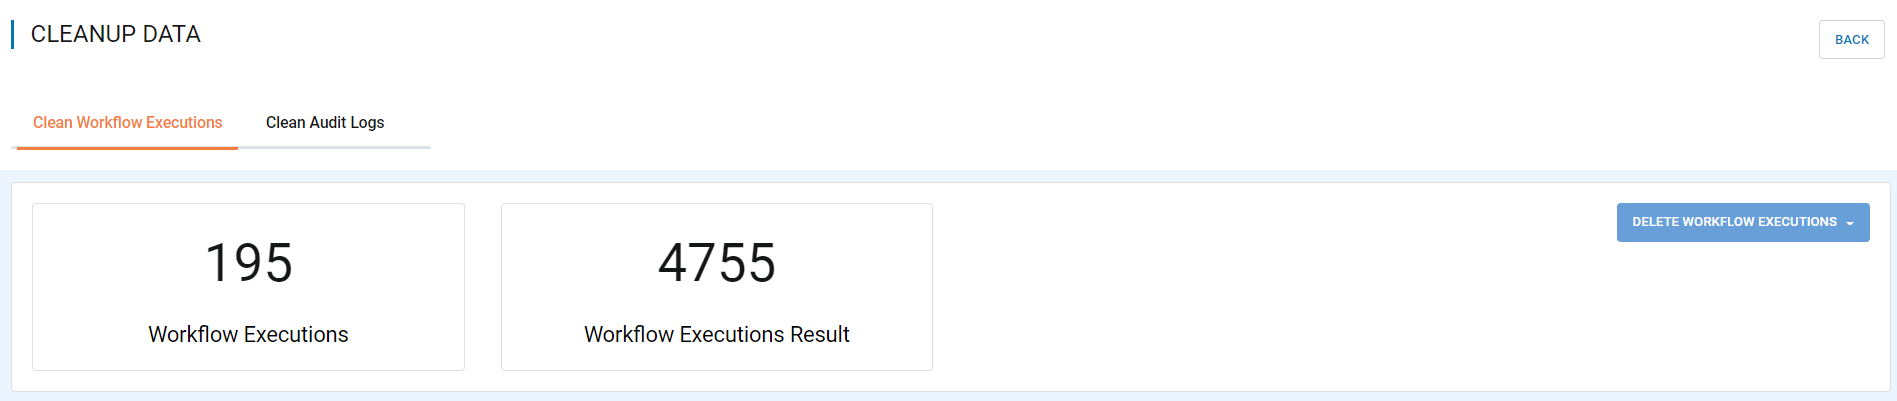 CLEANUP DATA
BACK
Clean Workflow Executions
Clean Audit Logs
195
Workflow Executions
4755
Workflow Executions Result
DELETE WORKFLOW EXECUTIONS